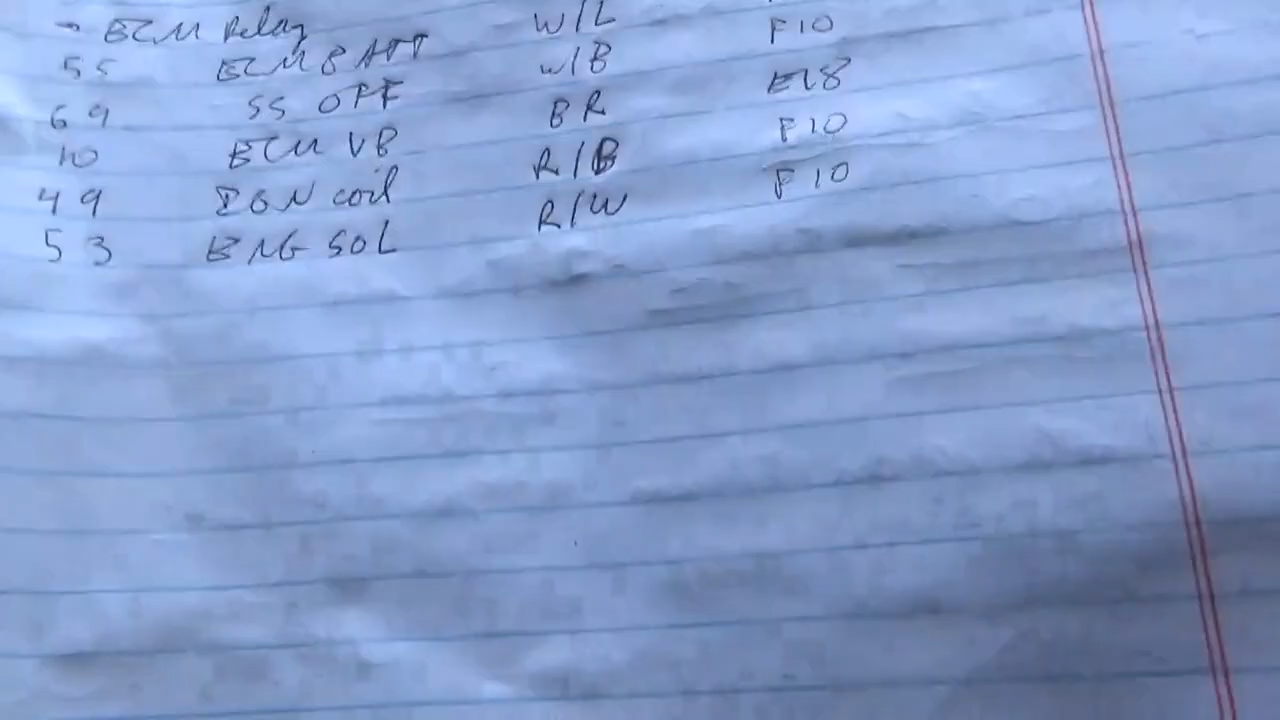 - ECM Relay
55 ECM BATT W/L
69 SS OFF W/B F10
10 ECM VB BR E18
49 IGN coil R/B F10
53 ENG SOL R/W F10